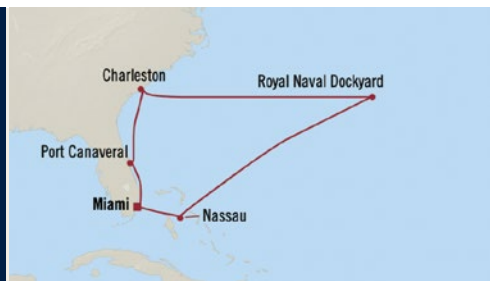 Charleston
Royal Naval Dockyard
Port Canaveral
Miami
Nassau